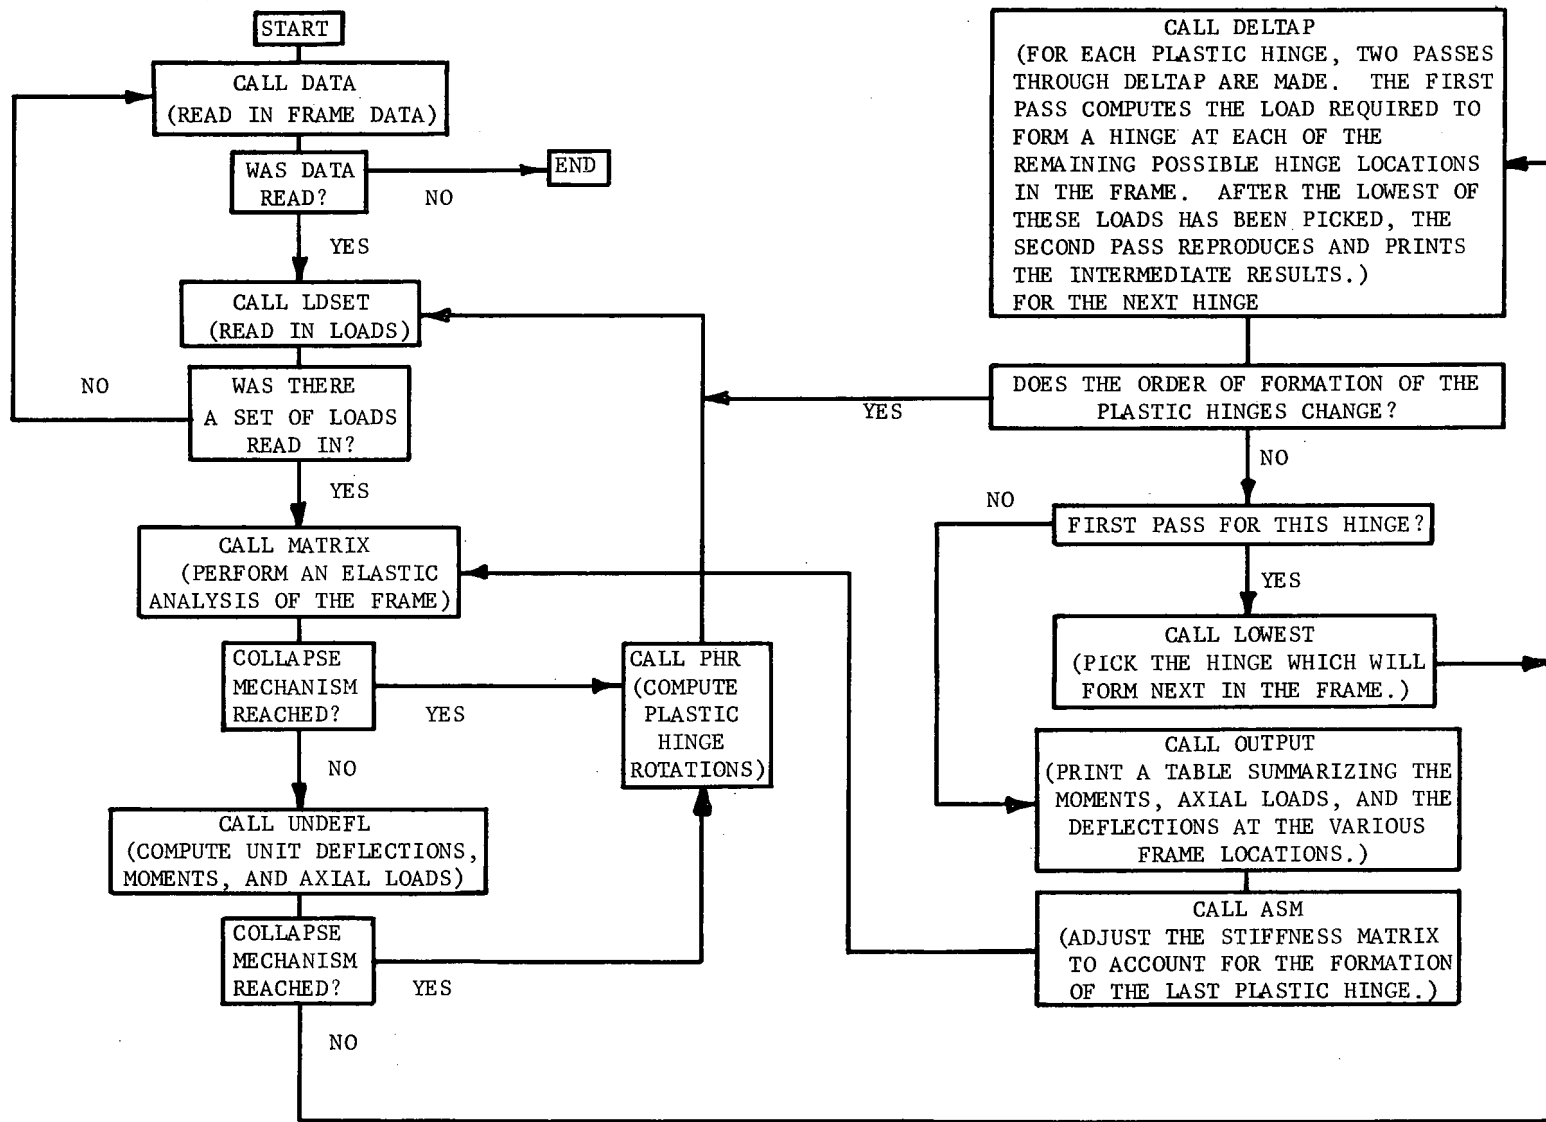 START
CALL DATA
(READ IN FRAME DATA)
WAS DATA
READ?
NO
END
YES
CALL LDSET
(READ IN LOADS)
NO
WAS THERE
A SET OF LOADS
READ IN?
YES
CALL MATRIX
(PERFORM AN ELASTIC
ANALYSIS OF THE FRAME)
COLLAPSE
MECHANISM
REACHED?
YES
NO
CALL PHR
(COMPUTE
PLASTIC
HINGE
ROTATIONS)
CALL UNDEFL
(COMPUTE UNIT DEFLECTIONS,
MOMENTS, AND AXIAL LOADS)
COLLAPSE
MECHANISM
REACHED?
YES
NO
CALL DELTAP
(FOR EACH PLASTIC HINGE, TWO PASSES
THROUGH DELTAP ARE MADE. THE FIRST
PASS COMPUTES THE LOAD REQUIRED TO
FORM A HINGE AT EACH OF THE
REMAINING POSSIBLE HINGE LOCATIONS
IN THE FRAME. AFTER THE LOWEST OF
THESE LOADS HAS BEEN PICKED, THE
SECOND PASS REPRODUCES AND PRINTS
THE INTERMEDIATE RESULTS.)
FOR THE NEXT HINGE
DOES THE ORDER OF FORMATION OF THE
PLASTIC HINGES CHANGE?
YES
NO
NO
FIRST PASS FOR THIS HINGE?
YES
CALL LOWEST
(PICK THE HINGE WHICH WILL
FORM NEXT IN THE FRAME.)
CALL OUTPUT
(PRINT A TABLE SUMMARIZING THE
MOMENTS, AXIAL LOADS, AND THE
DEFLECTIONS AT THE VARIOUS
FRAME LOCATIONS.)
CALL ASM
(ADJUST THE STIFFNESS MATRIX
TO ACCOUNT FOR THE FORMATION
OF THE LAST PLASTIC HINGE.)